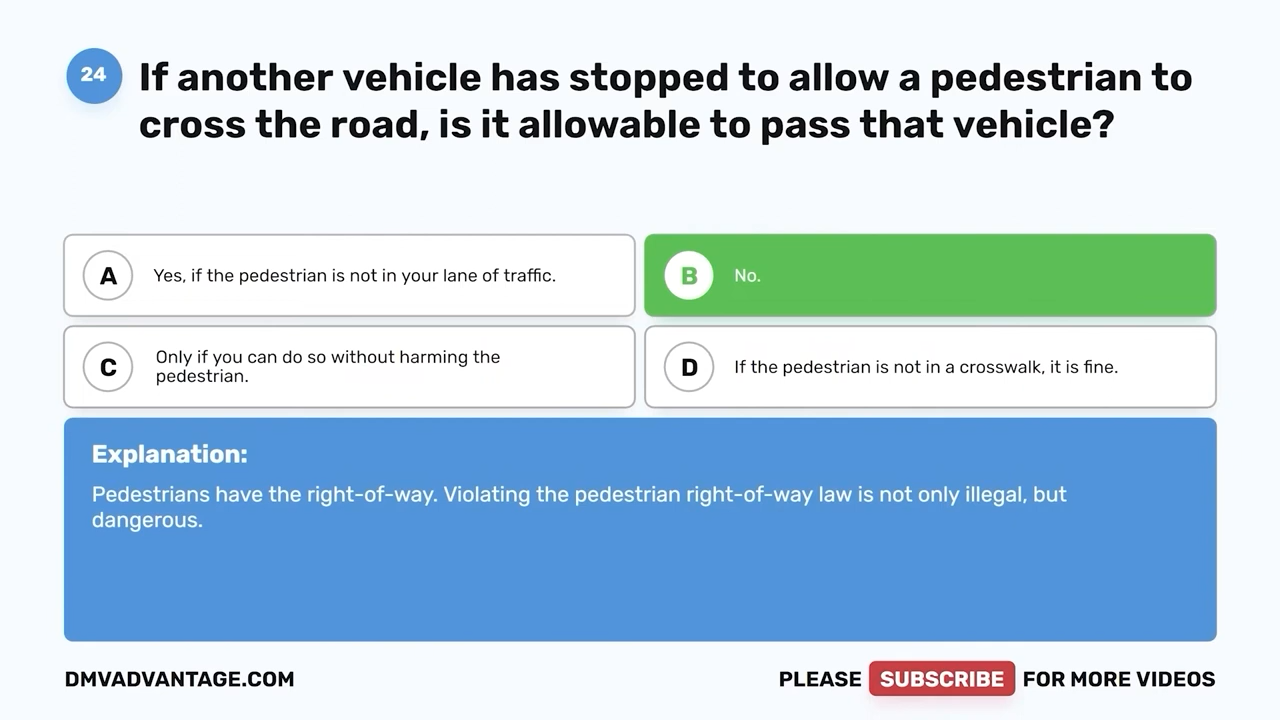 24
If another vehicle has stopped to allow a pedestrian to
cross the road, is it allowable to pass that vehicle?
A
Yes, if the pedestrian is not in your lane of traffic.
B
No.
C
Only if you can do so without harming the
pedestrian.
D
If the pedestrian is not in a crosswalk, it is fine.
Explanation:
Pedestrians have the right-of-way. Violating the pedestrian right-of-way law is not only illegal, but
dangerous.
DMVADVANTAGE.COM
PLEASE SUBSCRIBE FOR MORE VIDEOS